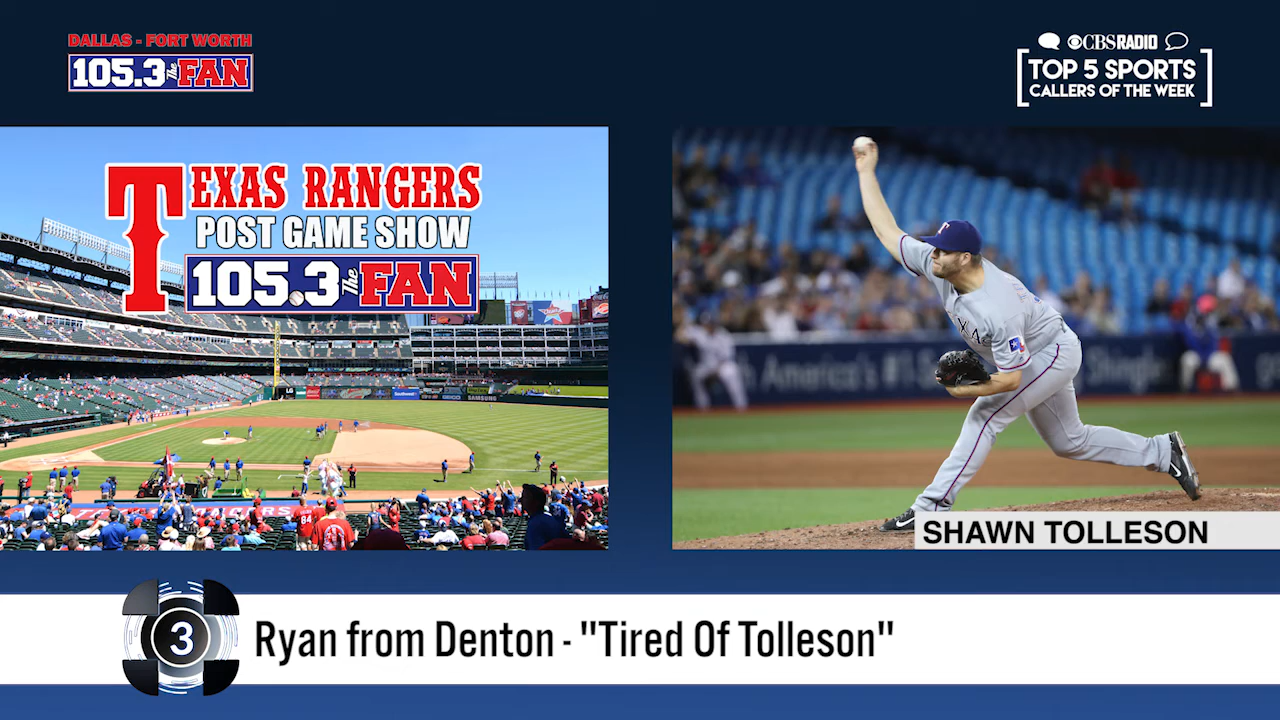 DALLAS - FORT WORTH
105.3 THE FAN
CBS RADIO
TOP 5 SPORTS
CALLERS OF THE WEEK
TEXAS RANGERS
POST GAME SHOW
105.3 THE FAN
SHAWN TOLLESON
3
Ryan from Denton - "Tired Of Tolleson"